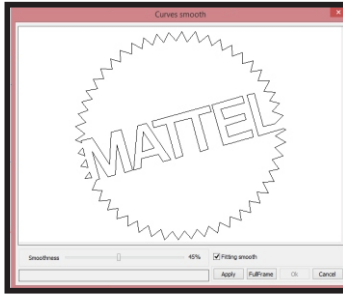 Curves smooth
MATTEL
Smoothness
45%
Fitting smooth
Apply
FullFrame
Ok
Cancel